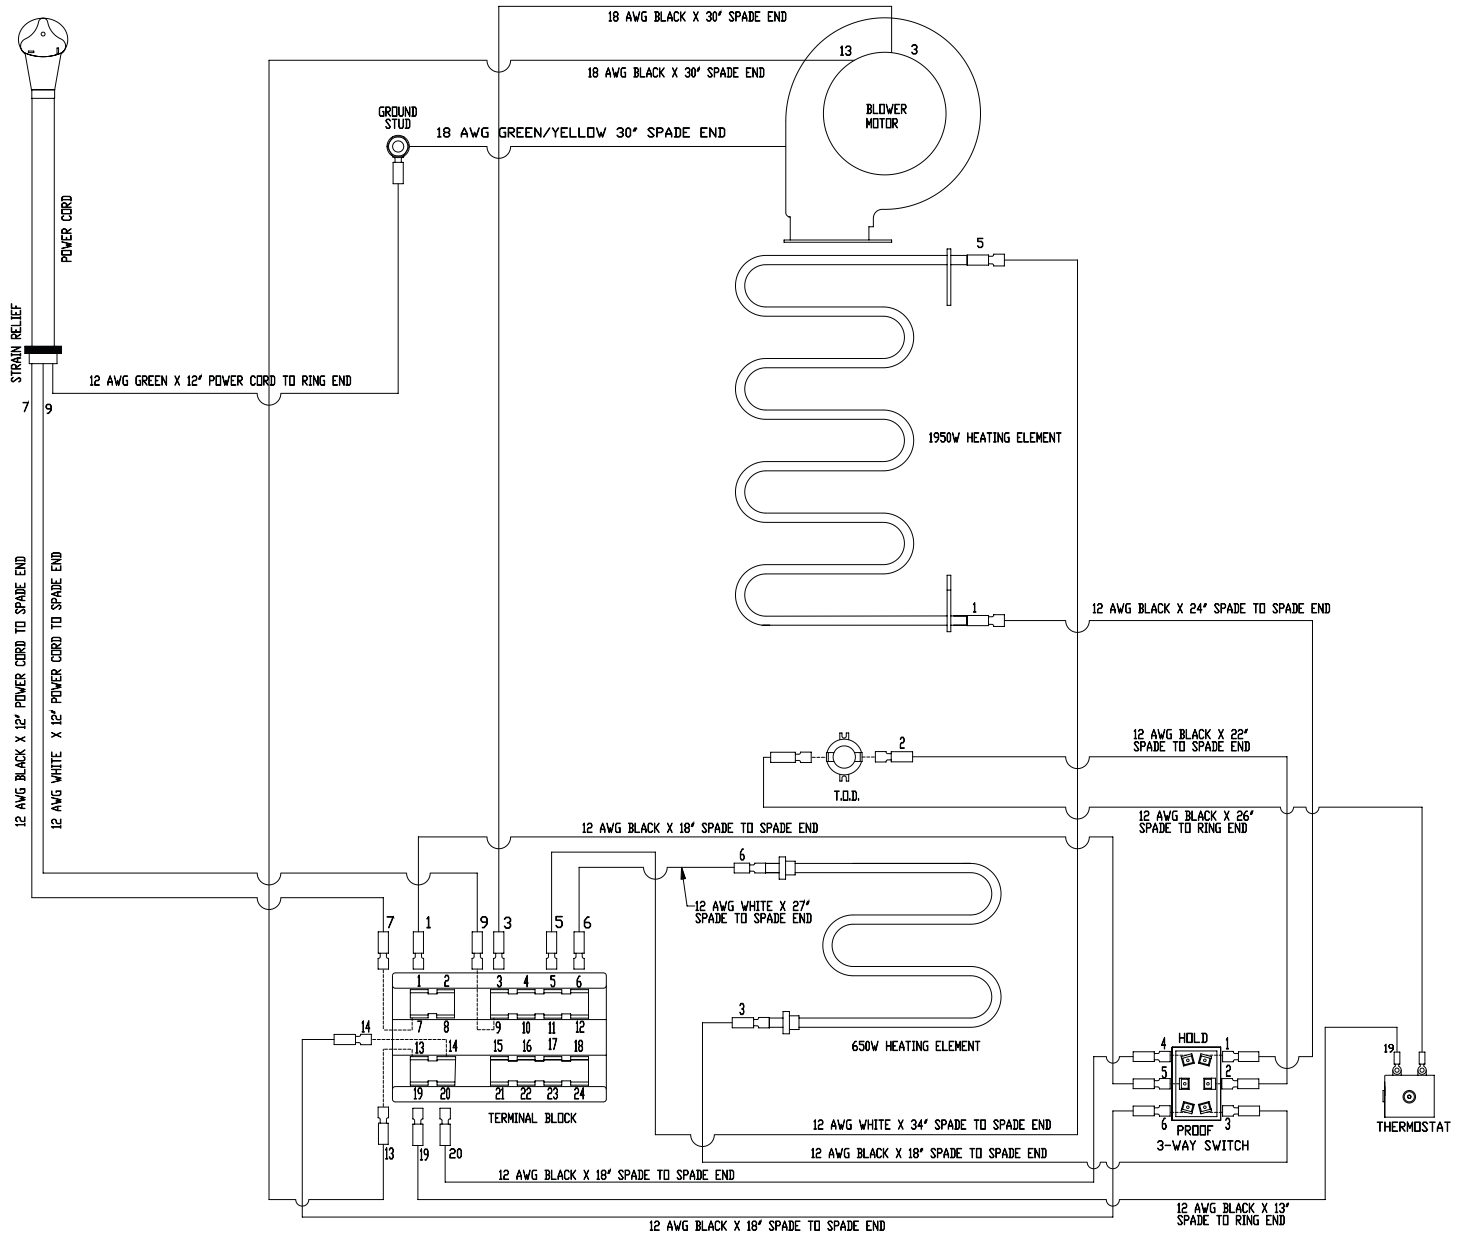 18 AWG BLACK X 30" SPADE END
13
3
18 AWG BLACK X 30" SPADE END
BLOWER
MOTOR
GROUND
STUD
18 AWG GREEN/YELLOW 30" SPADE END
POWER CORD
STRAIN RELIEF
12 AWG GREEN X 12" POWER CORD TO RING END
7
9
12 AWG BLACK X 12" POWER CORD TO SPADE END
12 AWG WHITE X 12" POWER CORD TO SPADE END
5
1950W HEATING ELEMENT
1
12 AWG BLACK X 24" SPADE TO SPADE END
2
12 AWG BLACK X 22"
SPADE TO SPADE END
T.O.D.
12 AWG BLACK X 26"
SPADE TO RING END
12 AWG BLACK X 18" SPADE TO SPADE END
6
12 AWG WHITE X 27"
SPADE TO SPADE END
3
650W HEATING ELEMENT
7
1
9
3
5
6
1 2 3 4 5 6
7 8 9 10 11 12
14
13 14 15 16 17 18
19 20 21 22 23 24
TERMINAL BLOCK
13
19
20
HOLD
4
1
5
2
6
3
PROOF
3-WAY SWITCH
19
THERMOSTAT
12 AWG WHITE X 34" SPADE TO SPADE END
12 AWG BLACK X 18" SPADE TO SPADE END
12 AWG BLACK X 18" SPADE TO SPADE END
12 AWG BLACK X 13"
SPADE TO RING END
12 AWG BLACK X 18" SPADE TO SPADE END